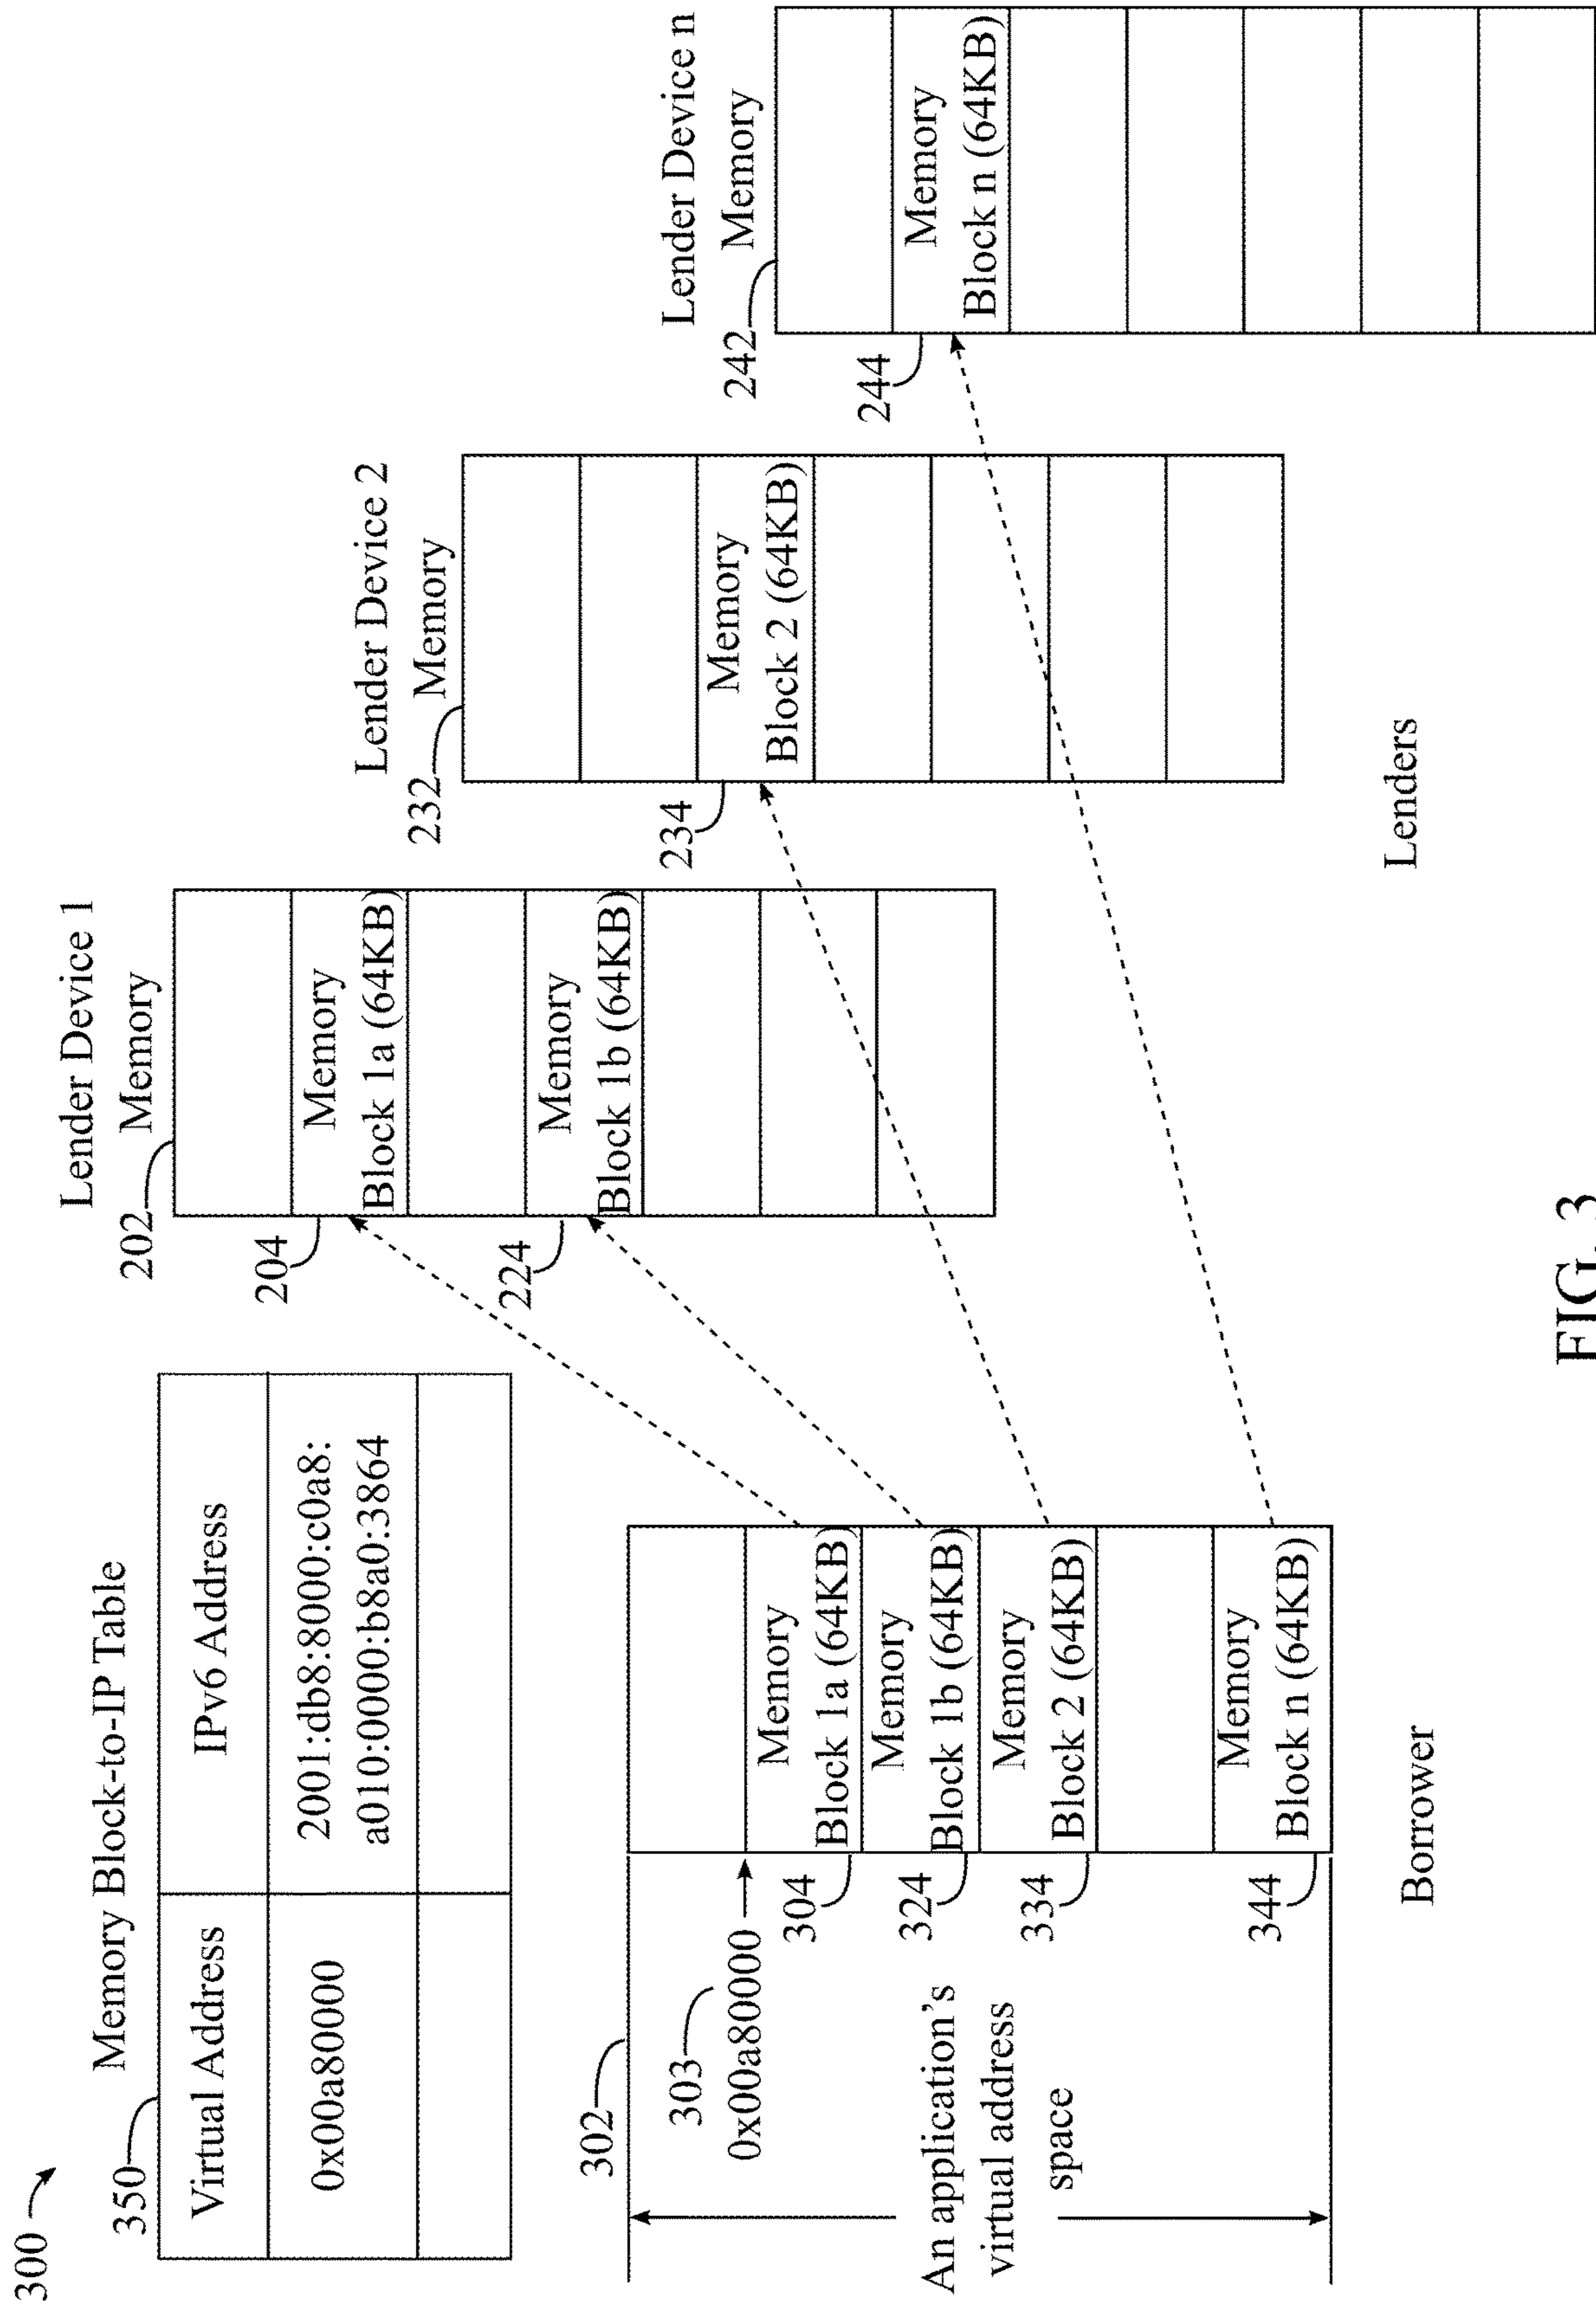 300
Memory Block-to-IP Table
350
Virtual Address
IPv6 Address
0x00a80000
2001:db8:8000:c0a8:
a010:0000:b8a0:3864
302
303
0x00a80000
An application's
virtual address
space
Memory
Block 1a (64KB)
304
Memory
Block 1b (64KB)
324
Memory
Block 2 (64KB)
334
Memory
Block n (64KB)
344
Borrower
Lender Device 1
Memory
202
204
Memory
Block 1a (64KB)
224
Memory
Block 1b (64KB)
Lender Device 2
Memory
232
234
Memory
Block 2 (64KB)
Lender Device n
Memory
242
244
Memory
Block n (64KB)
Lenders
FIG. 3